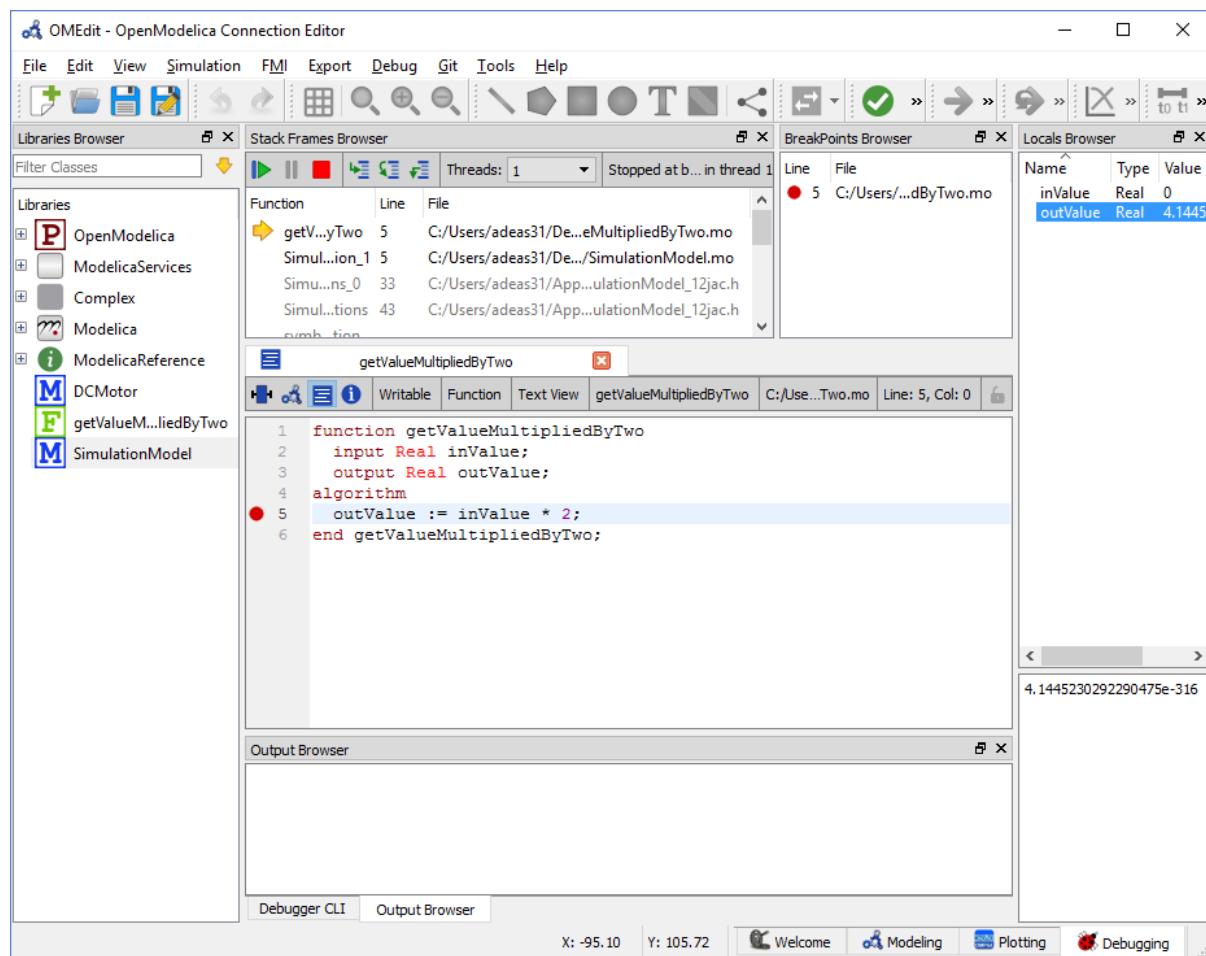 OMEdit - OpenModelica Connection Editor
File Edit View Simulation FMI Export Debug Git Tools Help
T » » » » t0 t1 »
Libraries Browser
Filter Classes
Libraries
P OpenModelica
ModelicaServices
Complex
Modelica
i ModelicaReference
M DCMotor
F getValueM...liedByTwo
M SimulationModel
Stack Frames Browser
Threads: 1 Stopped at b... in thread 1
Function Line File
getV...yTwo 5 C:/Users/adeas31/De...eMultipliedByTwo.mo
Simul...ion_1 5 C:/Users/adeas31/De.../SimulationModel.mo
Simu...ns_0 33 C:/Users/adeas31/App...ulationModel_12jac.h
Simul...tions 43 C:/Users/adeas31/App...ulationModel_12jac.h
symb...tion
BreakPoints Browser
Line File
5 C:/Users/...dByTwo.mo
Locals Browser
Name Type Value
inValue Real 0
outValue Real 4.1445
4.1445230292290475e-316
getValueMultipliedByTwo
i Writable Function Text View getValueMultipliedByTwo C:/Use...Two.mo Line: 5, Col: 0
1 function getValueMultipliedByTwo
2 input Real inValue;
3 output Real outValue;
4 algorithm
5 outValue := inValue * 2;
6 end getValueMultipliedByTwo;
Output Browser
Debugger CLI Output Browser
X: -95.10 Y: 105.72 Welcome Modeling Plotting Debugging